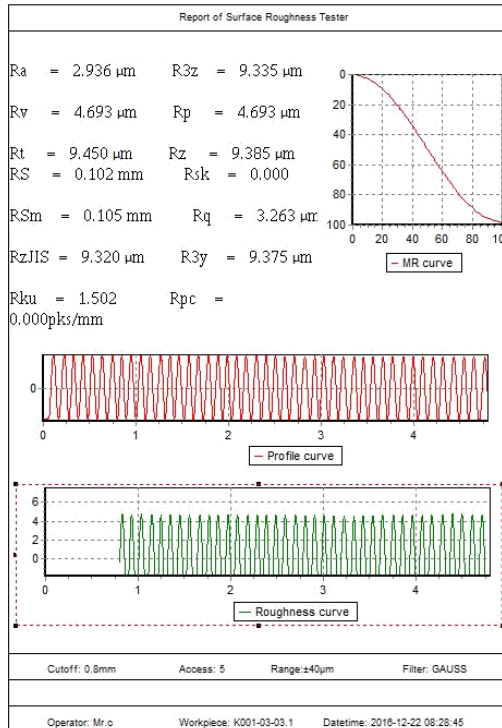 Report of Surface Roughness Tester
Ra = 2.936 μm R3z = 9.335 μm
Rv = 4.693 μm Rp = 4.693 μm
Rt = 9.450 μm Rz = 9.385 μm
RS = 0.102 mm Rsk = 0.000
RSm = 0.105 mm Rq = 3.263 μm
RzJIS = 9.320 μm R3y = 9.375 μm
Rku = 1.502 Rpc =
0.000pks/mm
0
20
40
60
80
100
0 20 40 60 80 100
MR curve
0
0 1 2 3 4
Profile curve
6
4
2
0
0 1 2 3 4
Roughness curve
Cutoff: 0.8mm Access: 5 Range:±40μm Filter: GAUSS
Operator: Mr.c Workpiece: K001-03-03.1 Datetime: 2016-12-22 08:28:45